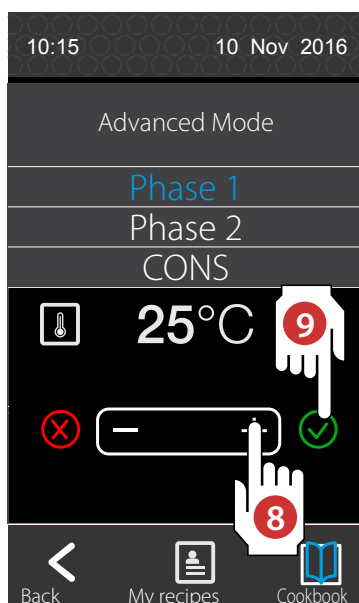 10:15 10 Nov 2016
Advanced Mode
Phase 1
Phase 2
CONS
25°C
9
8
Back My recipes Cookbook